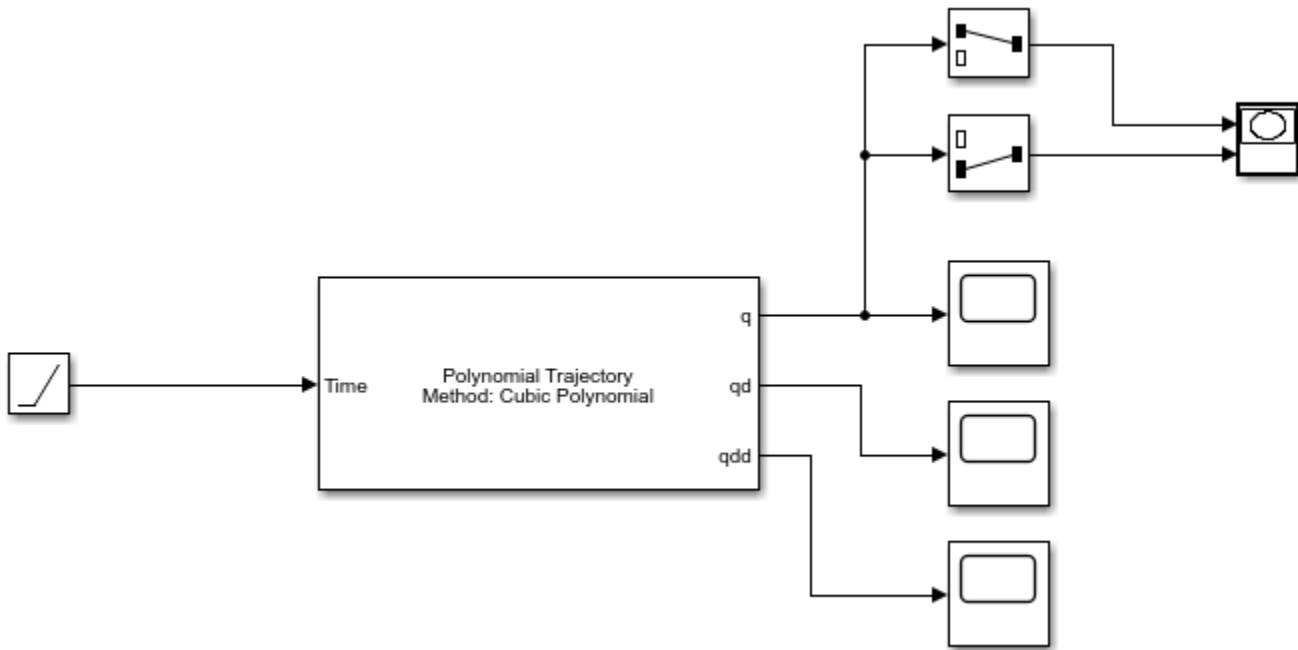 q
Time
Polynomial Trajectory
Method: Cubic Polynomial
qd
qdd